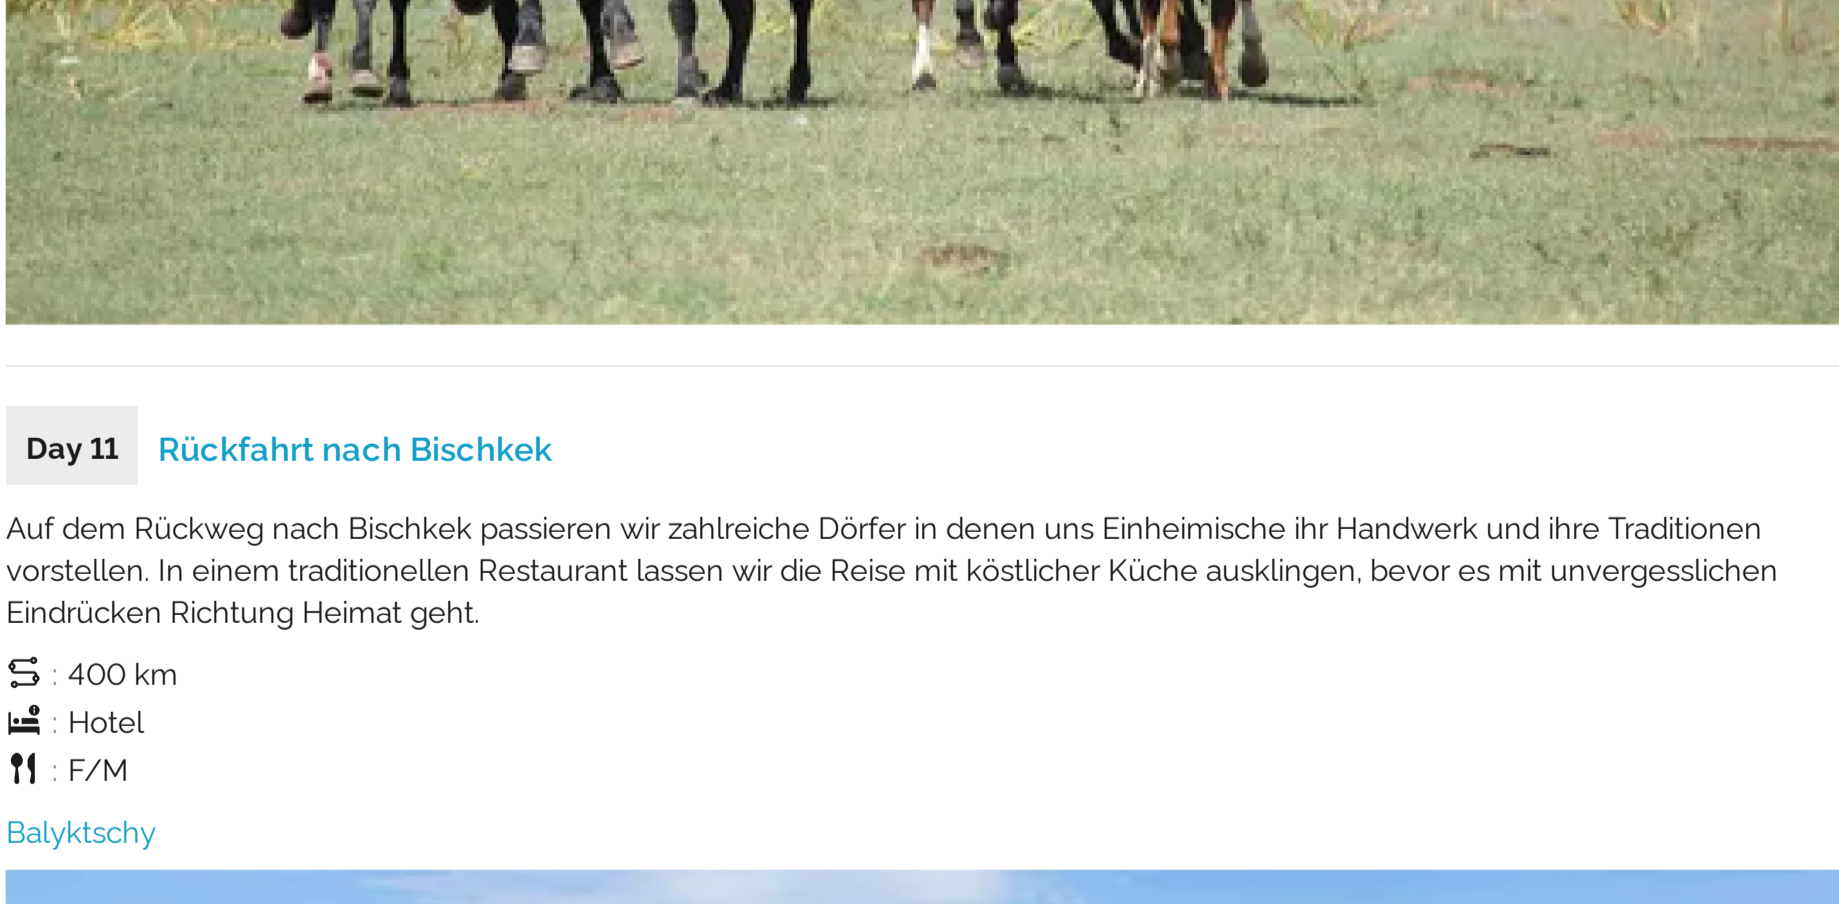 Day 11
Rückfahrt nach Bischkek
Auf dem Rückweg nach Bischkek passieren wir zahlreiche Dörfer in denen uns Einheimische ihr Handwerk und ihre Traditionen
vorstellen. In einem traditionellen Restaurant lassen wir die Reise mit köstlicher Küche ausklingen, bevor es mit unvergesslichen
Eindrücken Richtung Heimat geht.
: 400 km
: Hotel
: F/M
Balyktschy